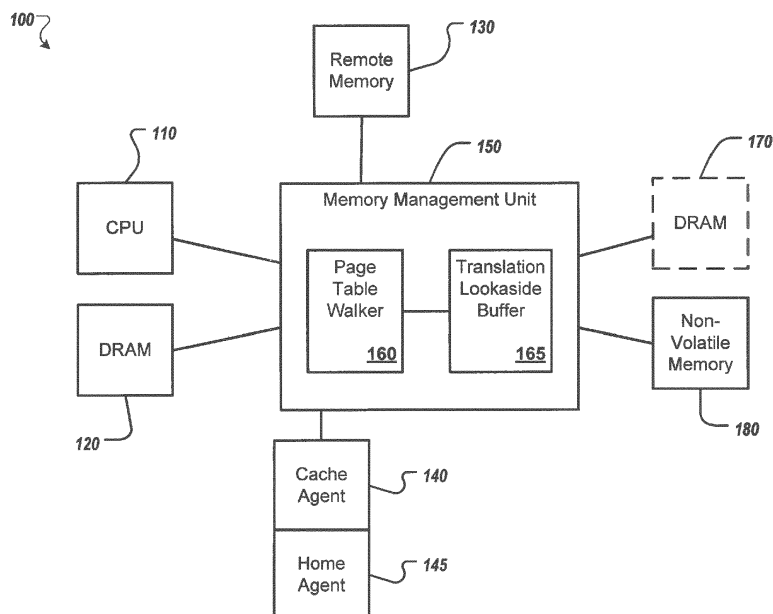 100
130
Remote
Memory
110
150
170
CPU
Memory Management Unit
DRAM
Page
Table
Walker
160
Translation
Lookaside
Buffer
165
DRAM
120
Non-
Volatile
Memory
180
Cache
Agent
140
Home
Agent
145